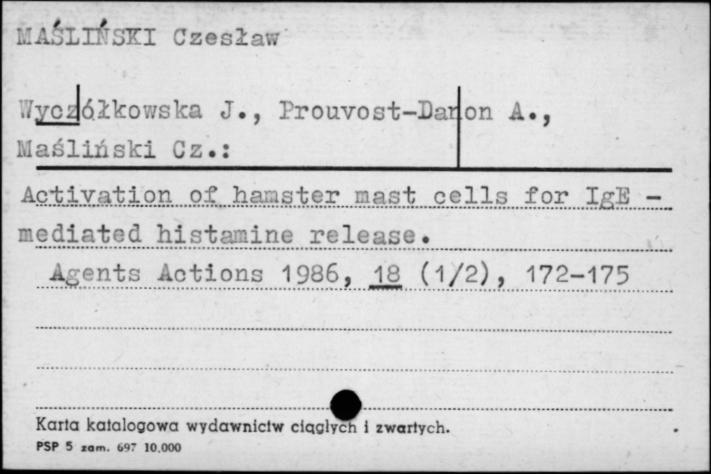 MAŚLIŃSKI Czesław
Wyczółkowska J., Prouvost-Danon A.,
Maśliński Cz.:
Activation of hamster mast cells for IgE -
mediated histamine release.
Agents Actions 1986, 18 (1/2), 172-175
Karta katalogowa wydawnictw ciągłych i zwartych.
PSP 5 zam. 697 10.000